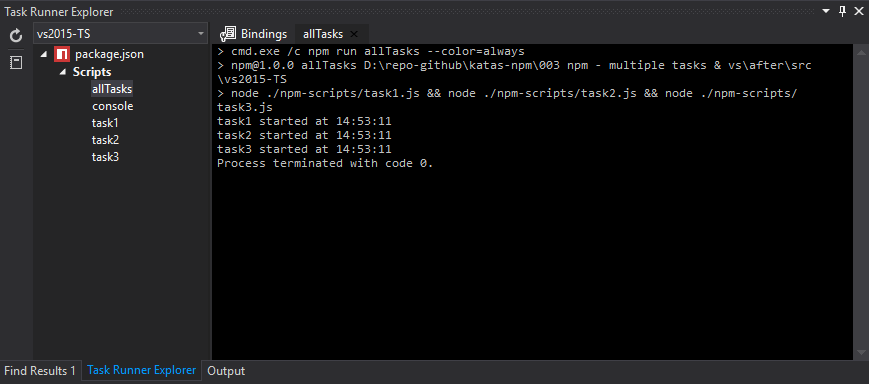 Task Runner Explorer
vs2015-TS
package.json
Scripts
allTasks
console
task1
task2
task3
Bindings
allTasks
> cmd.exe /c npm run allTasks --color=always
> npm@1.0.0 allTasks D:\repo-github\katas-npm\003 npm - multiple tasks & vs\after\src
\vs2015-TS
> node ./npm-scripts/task1.js && node ./npm-scripts/task2.js && node ./npm-scripts/
task3.js
task1 started at 14:53:11
task2 started at 14:53:11
task3 started at 14:53:11
Process terminated with code 0.
Find Results 1
Task Runner Explorer
Output